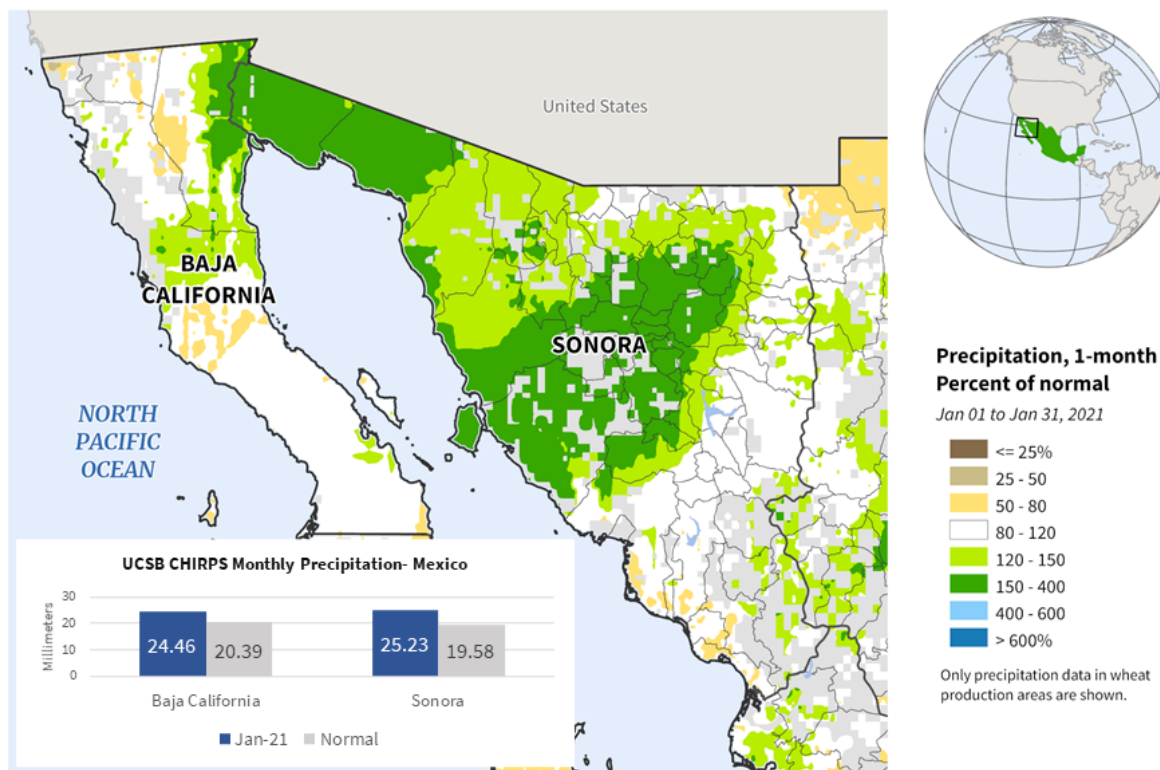 United States
BAJA
CALIFORNIA
SONORA
NORTH
PACIFIC
OCEAN
UCSB CHIRPS Monthly Precipitation- Mexico
Millimeters
30
20
10
0
24.46
20.39
25.23
19.58
Baja California
Sonora
Jan-21
Normal
Precipitation, 1-month
Percent of normal
Jan 01 to Jan 31, 2021
<= 25%
25 - 50
50 - 80
80 - 120
120 - 150
150 - 400
400 - 600
> 600%
Only precipitation data in wheat
production areas are shown.